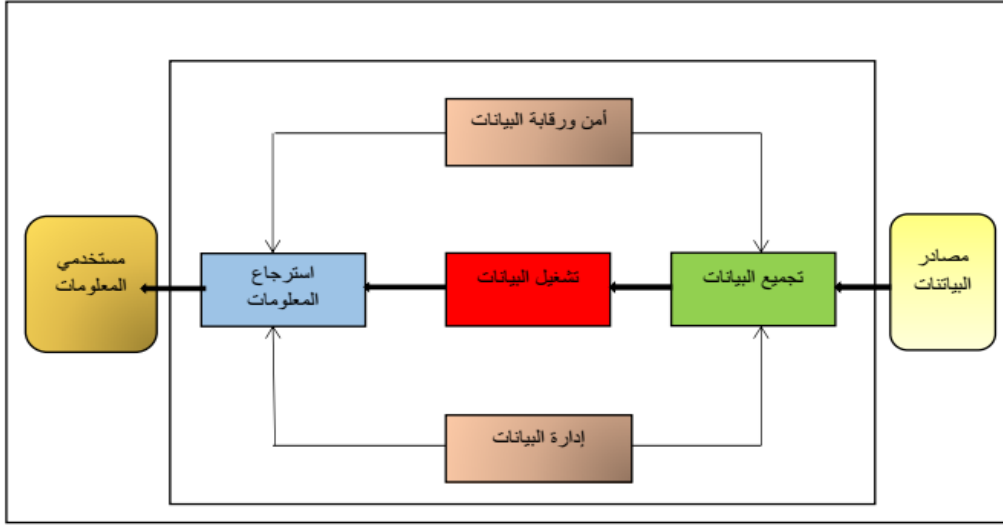 أمن ورقابة البيانات
مصادر
البياتنات
تجميع البيانات
تشغيل البيانات
استرجاع
المعلومات
مستخدمي
المعلومات
إدارة البيانات